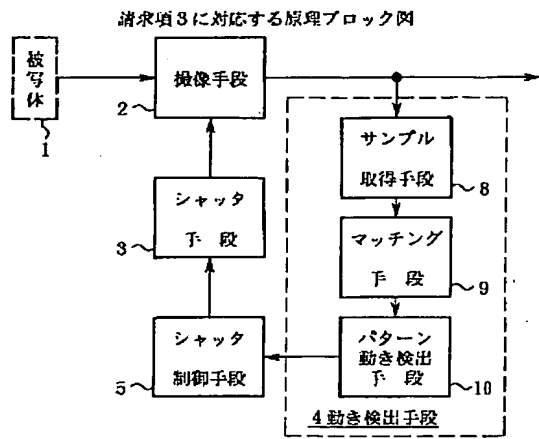 請求項3に対応する原理ブロック図
被
写
体
1
撮像手段
2
サンプル
取得手段
8
シャッタ
手段
3
マッチング
手段
9
シャッタ
制御手段
5
パターン
動き検出
手段
10
4動き検出手段